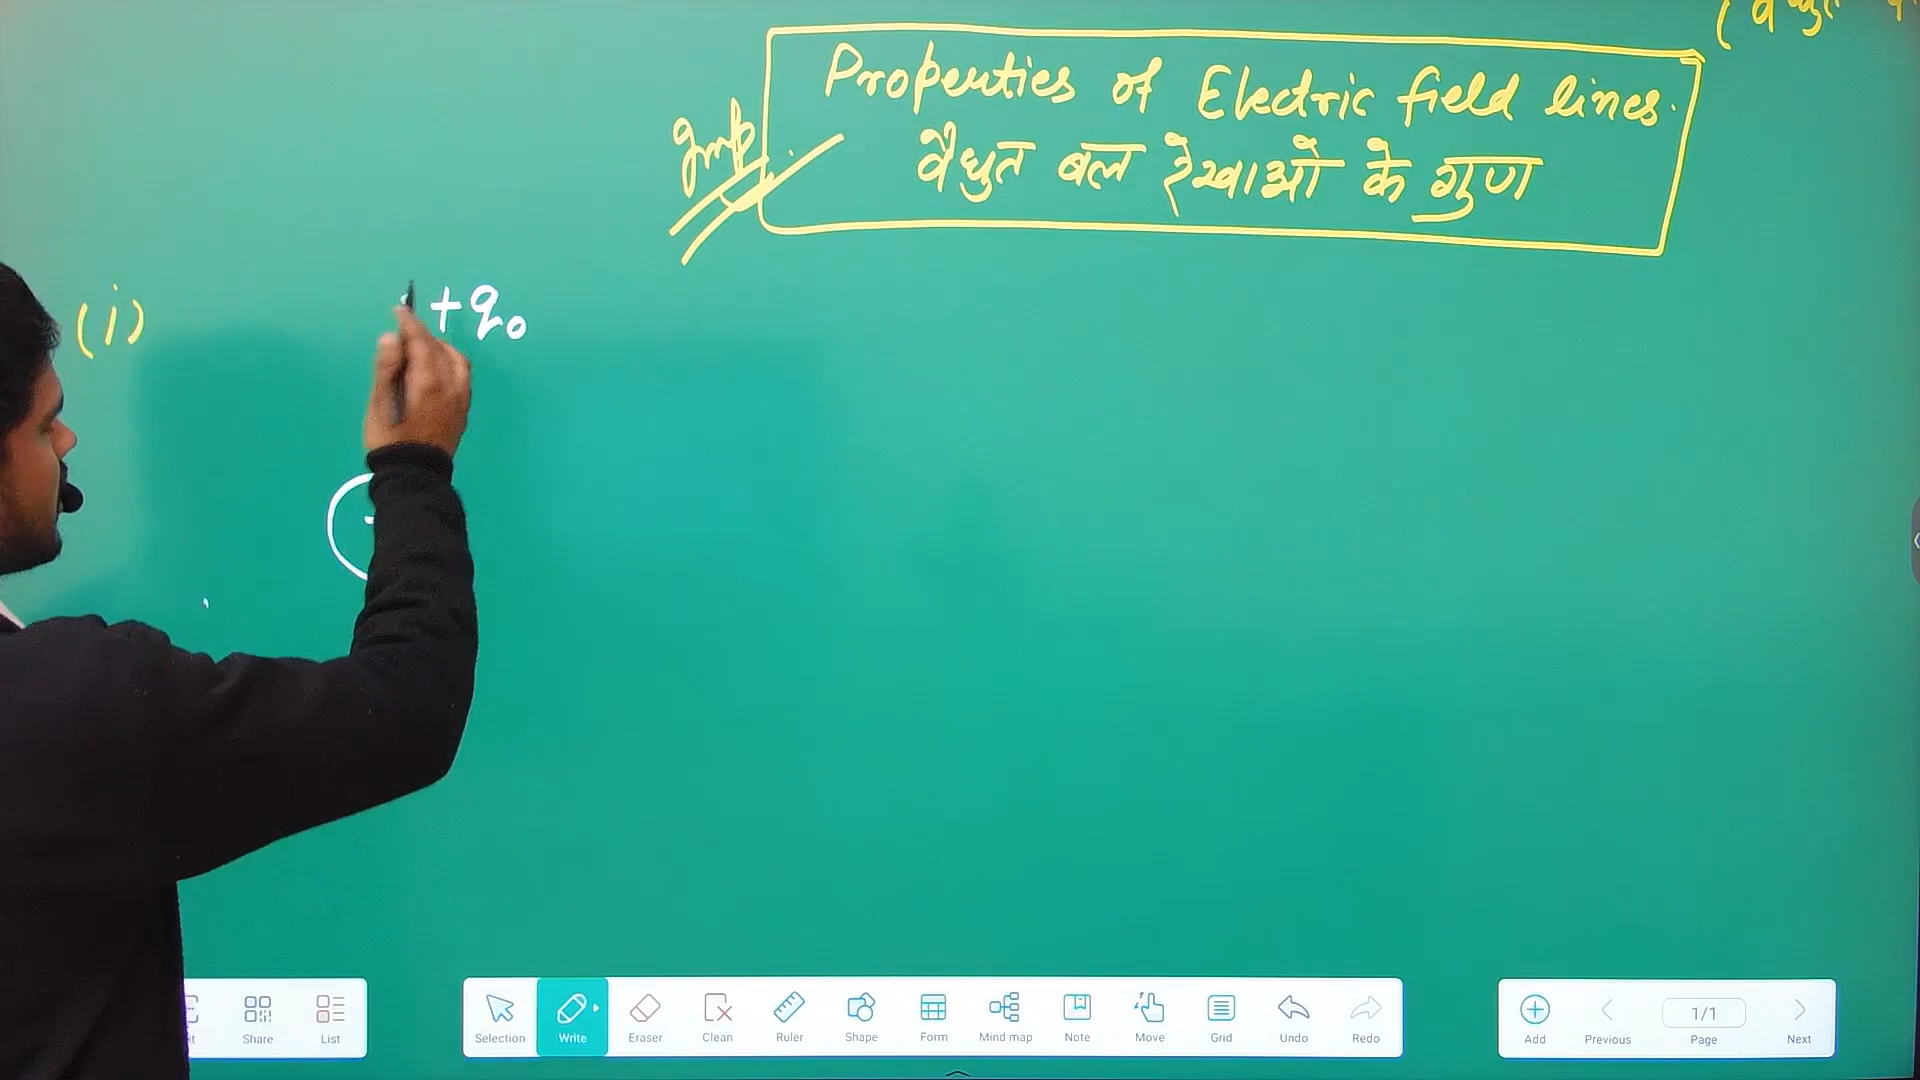 Properties of Electric field lines.
Imp
वैधुत बल रेखाओ के गुण
(i)
+q₀
Share
List
Selection
Write
Eraser
Clean
Ruler
Shape
Form
Mind map
Note
Move
Grid
Undo
Redo
Add
Previous
1/1
Page
Next